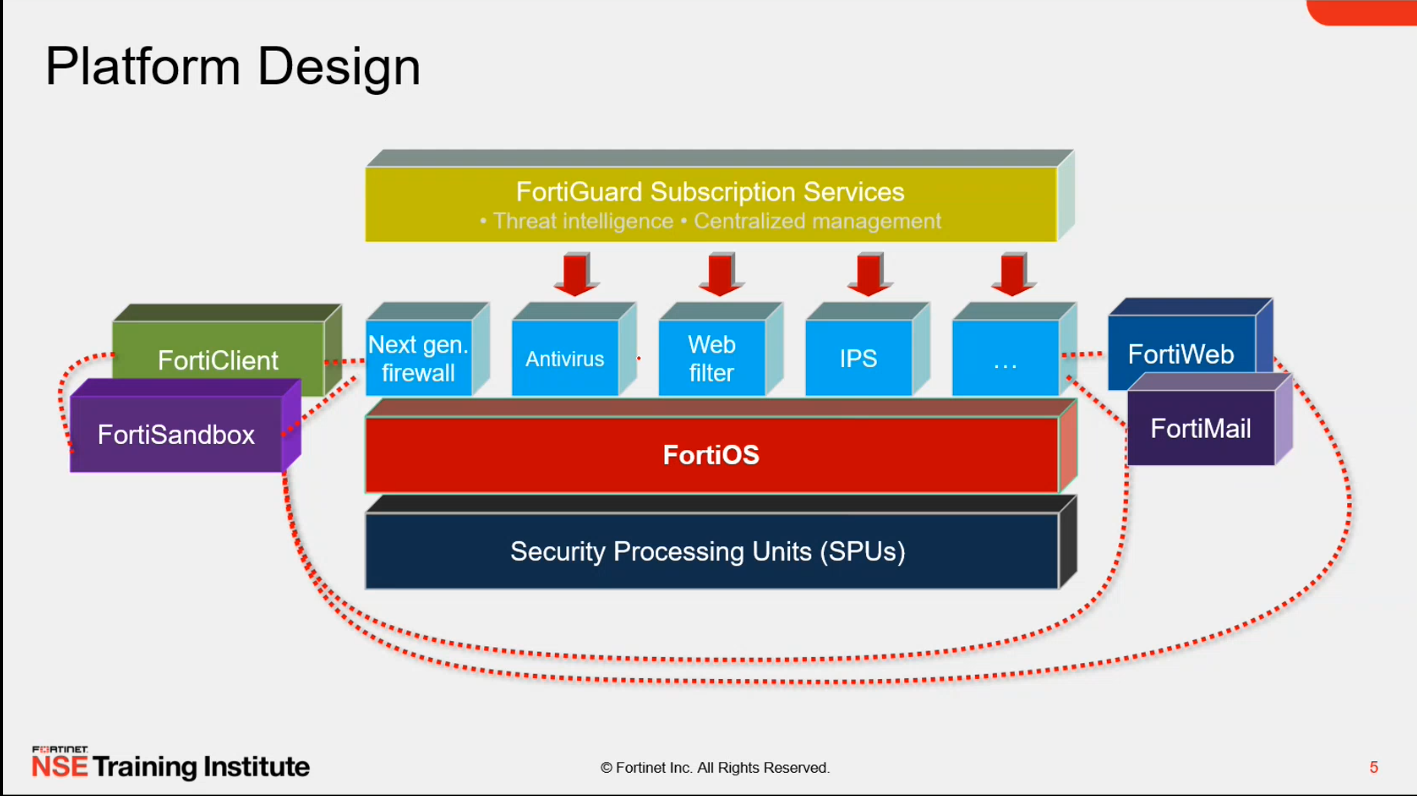 Platform Design
FortiGuard Subscription Services
• Threat intelligence • Centralized management
FortiClient
FortiSandbox
Next gen.
firewall
Antivirus
Web
filter
IPS
...
FortiWeb
FortiMail
FortiOS
Security Processing Units (SPUs)
FORTINET
NSE Training Institute
© Fortinet Inc. All Rights Reserved.
5